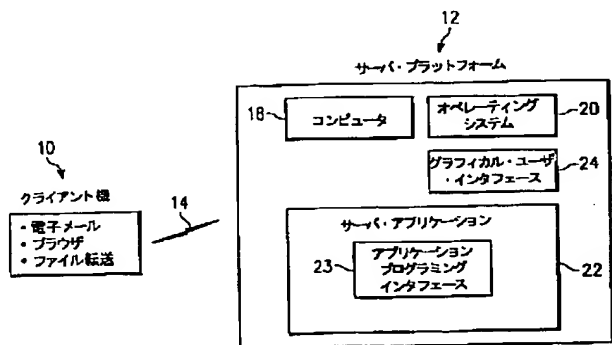 12
サーバ・プラットフォーム
18
コンピュータ
オペレーティング
システム
20
グラフィカル・ユーザ
・インタフェース
24
10
クライアント機
・電子メール
・ブラウザ
・ファイル転送
14
サーバ・アプリケーション
23
アプリケーション
プログラミング
インタフェース
22